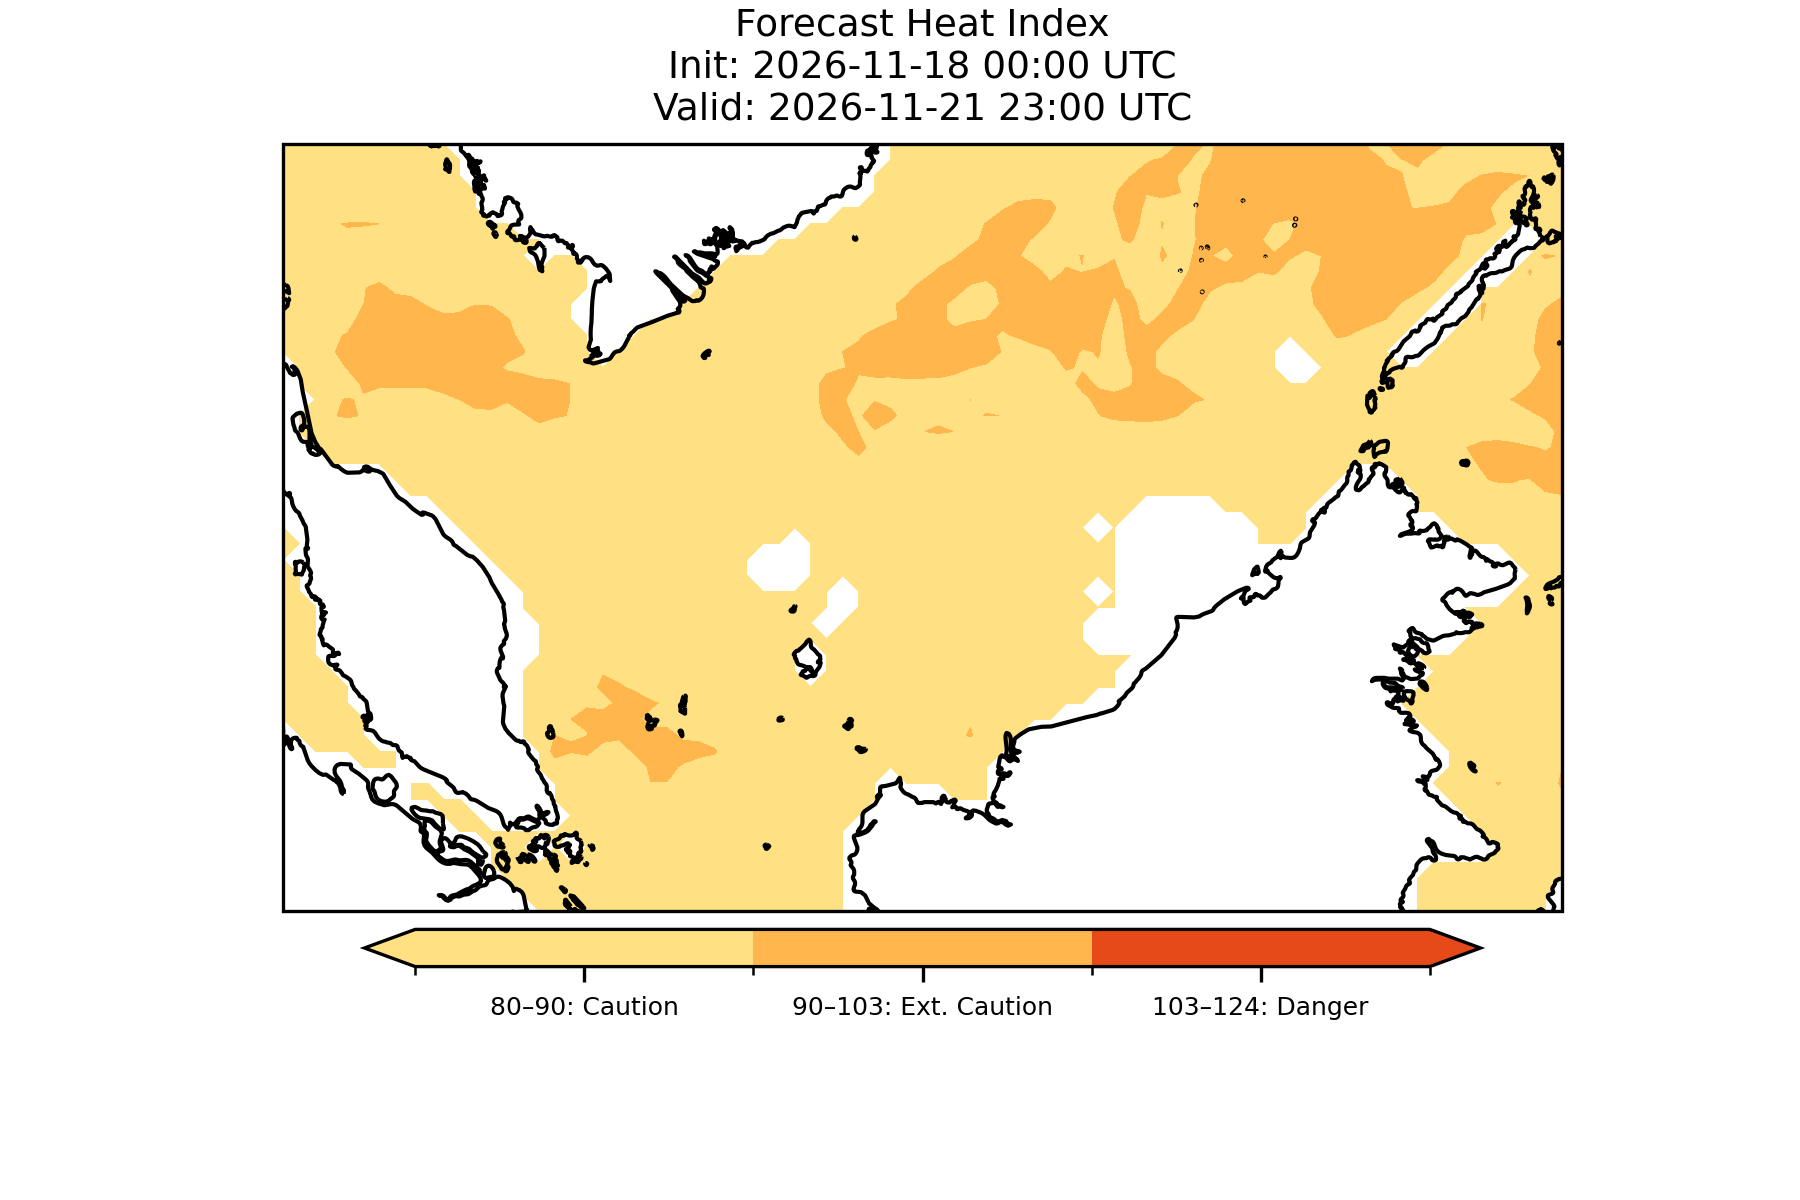 Forecast Heat Index
Init: 2026-11-18 00:00 UTC
Valid: 2026-11-21 23:00 UTC
80–90: Caution
90–103: Ext. Caution
103–124: Danger